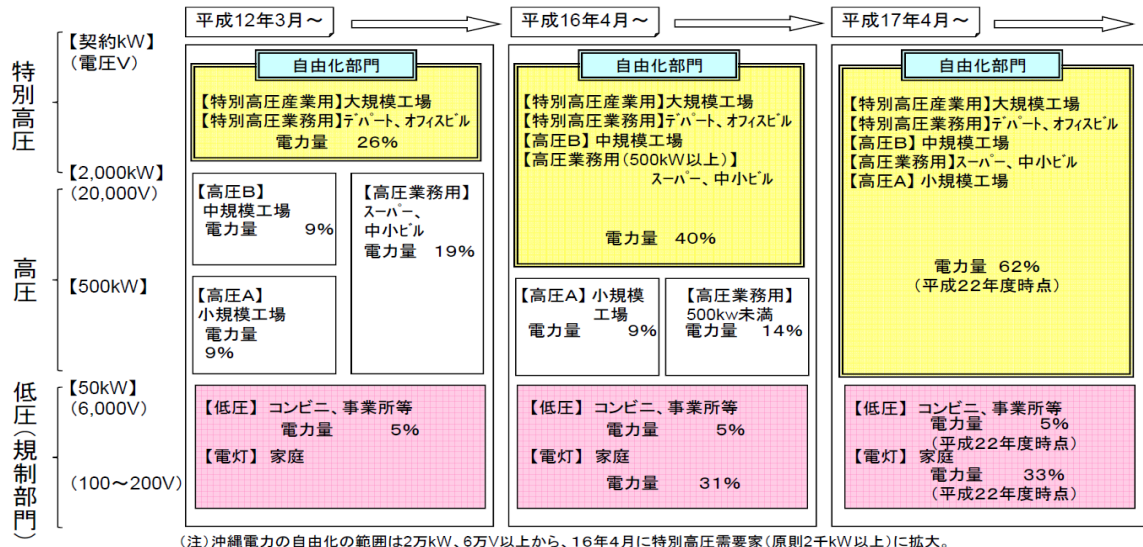 平成12年3月～
平成16年4月～
平成17年4月～
特別高圧
高圧
低圧(規制部門)
【契約kW】
(電圧V)
【2,000kW】
(20,000V)
【500kW】
【50kW】
(6,000V)
(100～200V)
自由化部門
【特別高圧産業用】大規模工場
【特別高圧業務用】ﾃﾞﾊﾟｰﾄ、オフィスﾋﾞﾙ
電力量 26%
【高圧B】
中規模工場
電力量 9%
【高圧業務用】
ｽｰﾊﾟｰ、
中小ﾋﾞﾙ
電力量 19%
【高圧A】
小規模工場
電力量
9%
【低圧】 コンビニ、事業所等
電力量 5%
【電灯】 家庭
自由化部門
【特別高圧産業用】大規模工場
【特別高圧業務用】ﾃﾞﾊﾟｰﾄ、オフィスﾋﾞﾙ
【高圧B】 中規模工場
【高圧業務用(500kW以上)】
ｽｰﾊﾟｰ、中小ﾋﾞﾙ
電力量 40%
【高圧A】 小規模
工場
電力量 9%
【高圧業務用】
500kw未満
電力量 14%
【低圧】 コンビニ、事業所等
電力量 5%
【電灯】 家庭
電力量 31%
自由化部門
【特別高圧産業用】大規模工場
【特別高圧業務用】ﾃﾞﾊﾟｰﾄ、オフィスﾋﾞﾙ
【高圧B】 中規模工場
【高圧業務用】ｽｰﾊﾟｰ、中小ﾋﾞﾙ
【高圧A】 小規模工場
電力量 62%
(平成22年度時点)
【低圧】 コンビニ、事業所等
電力量 5%
(平成22年度時点)
【電灯】 家庭
電力量 33%
(平成22年度時点)
(注)沖縄電力の自由化の範囲は2万kW、6万V以上から、16年4月に特別高圧需要家(原則2千kW以上)に拡大。